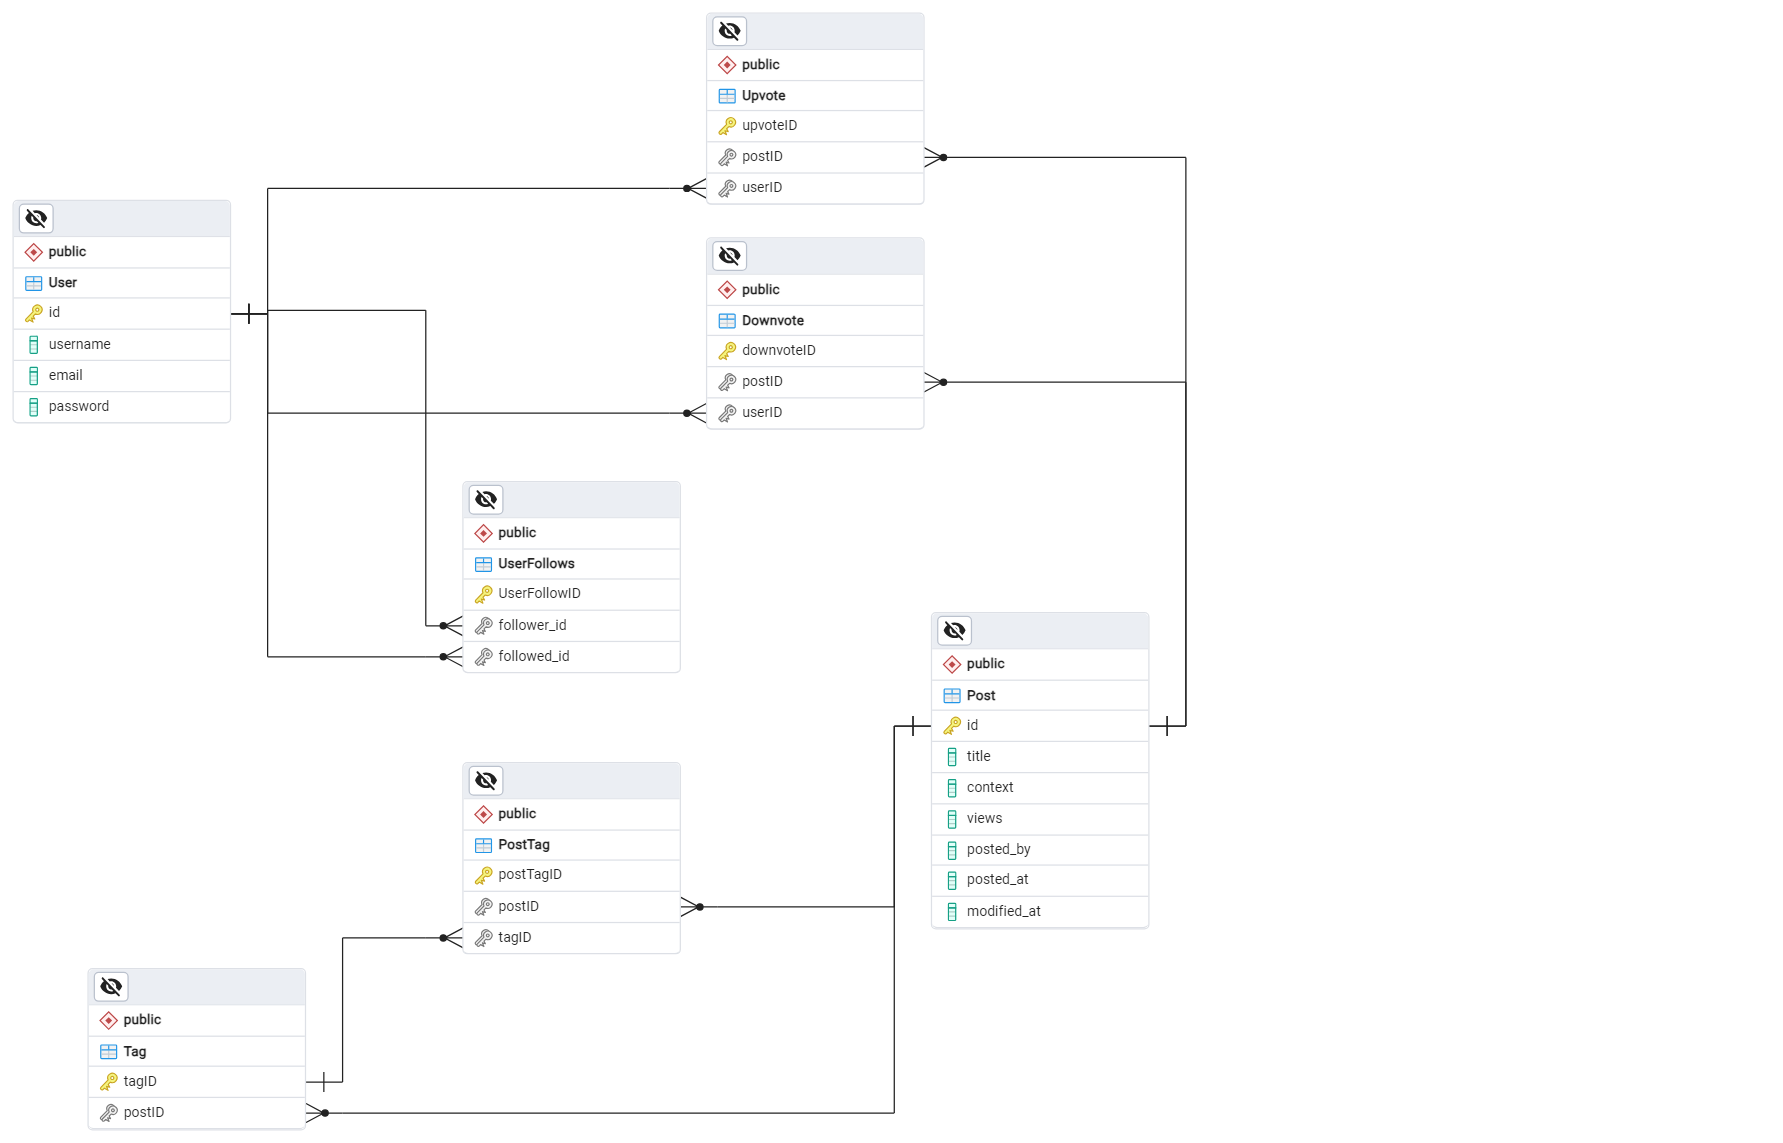 public
Upvote
upvoteID
postID
userID
public
User
id
username
email
password
public
Downvote
downvoteID
postID
userID
public
UserFollows
UserFollowID
follower_id
followed_id
public
Post
id
title
context
views
posted_by
posted_at
modified_at
public
PostTag
postTagID
postID
tagID
public
Tag
tagID
postID